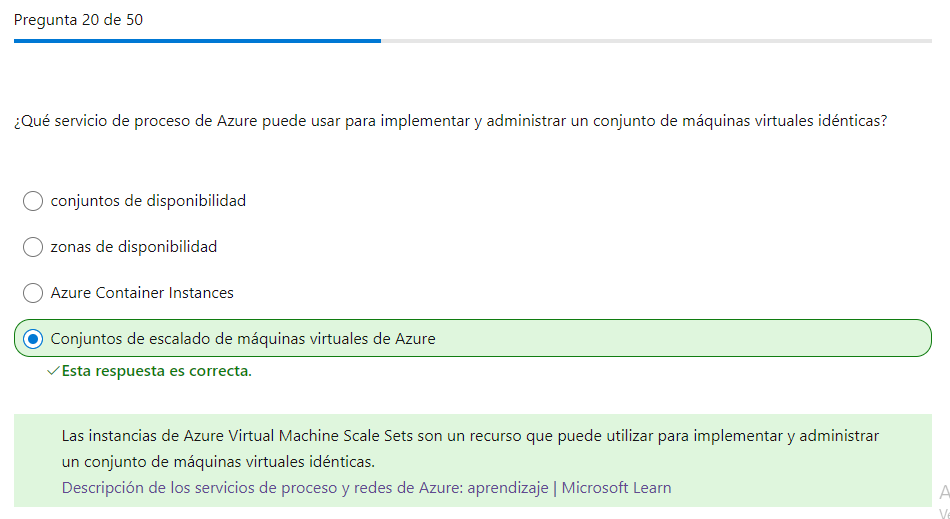 Pregunta 20 de 50
¿Qué servicio de proceso de Azure puede usar para implementar y administrar un conjunto de máquinas virtuales idénticas?
conjuntos de disponibilidad
zonas de disponibilidad
Azure Container Instances
Conjuntos de escalado de máquinas virtuales de Azure
Esta respuesta es correcta.
Las instancias de Azure Virtual Machine Scale Sets son un recurso que puede utilizar para implementar y administrar
un conjunto de máquinas virtuales idénticas.
Descripción de los servicios de proceso y redes de Azure: aprendizaje | Microsoft Learn